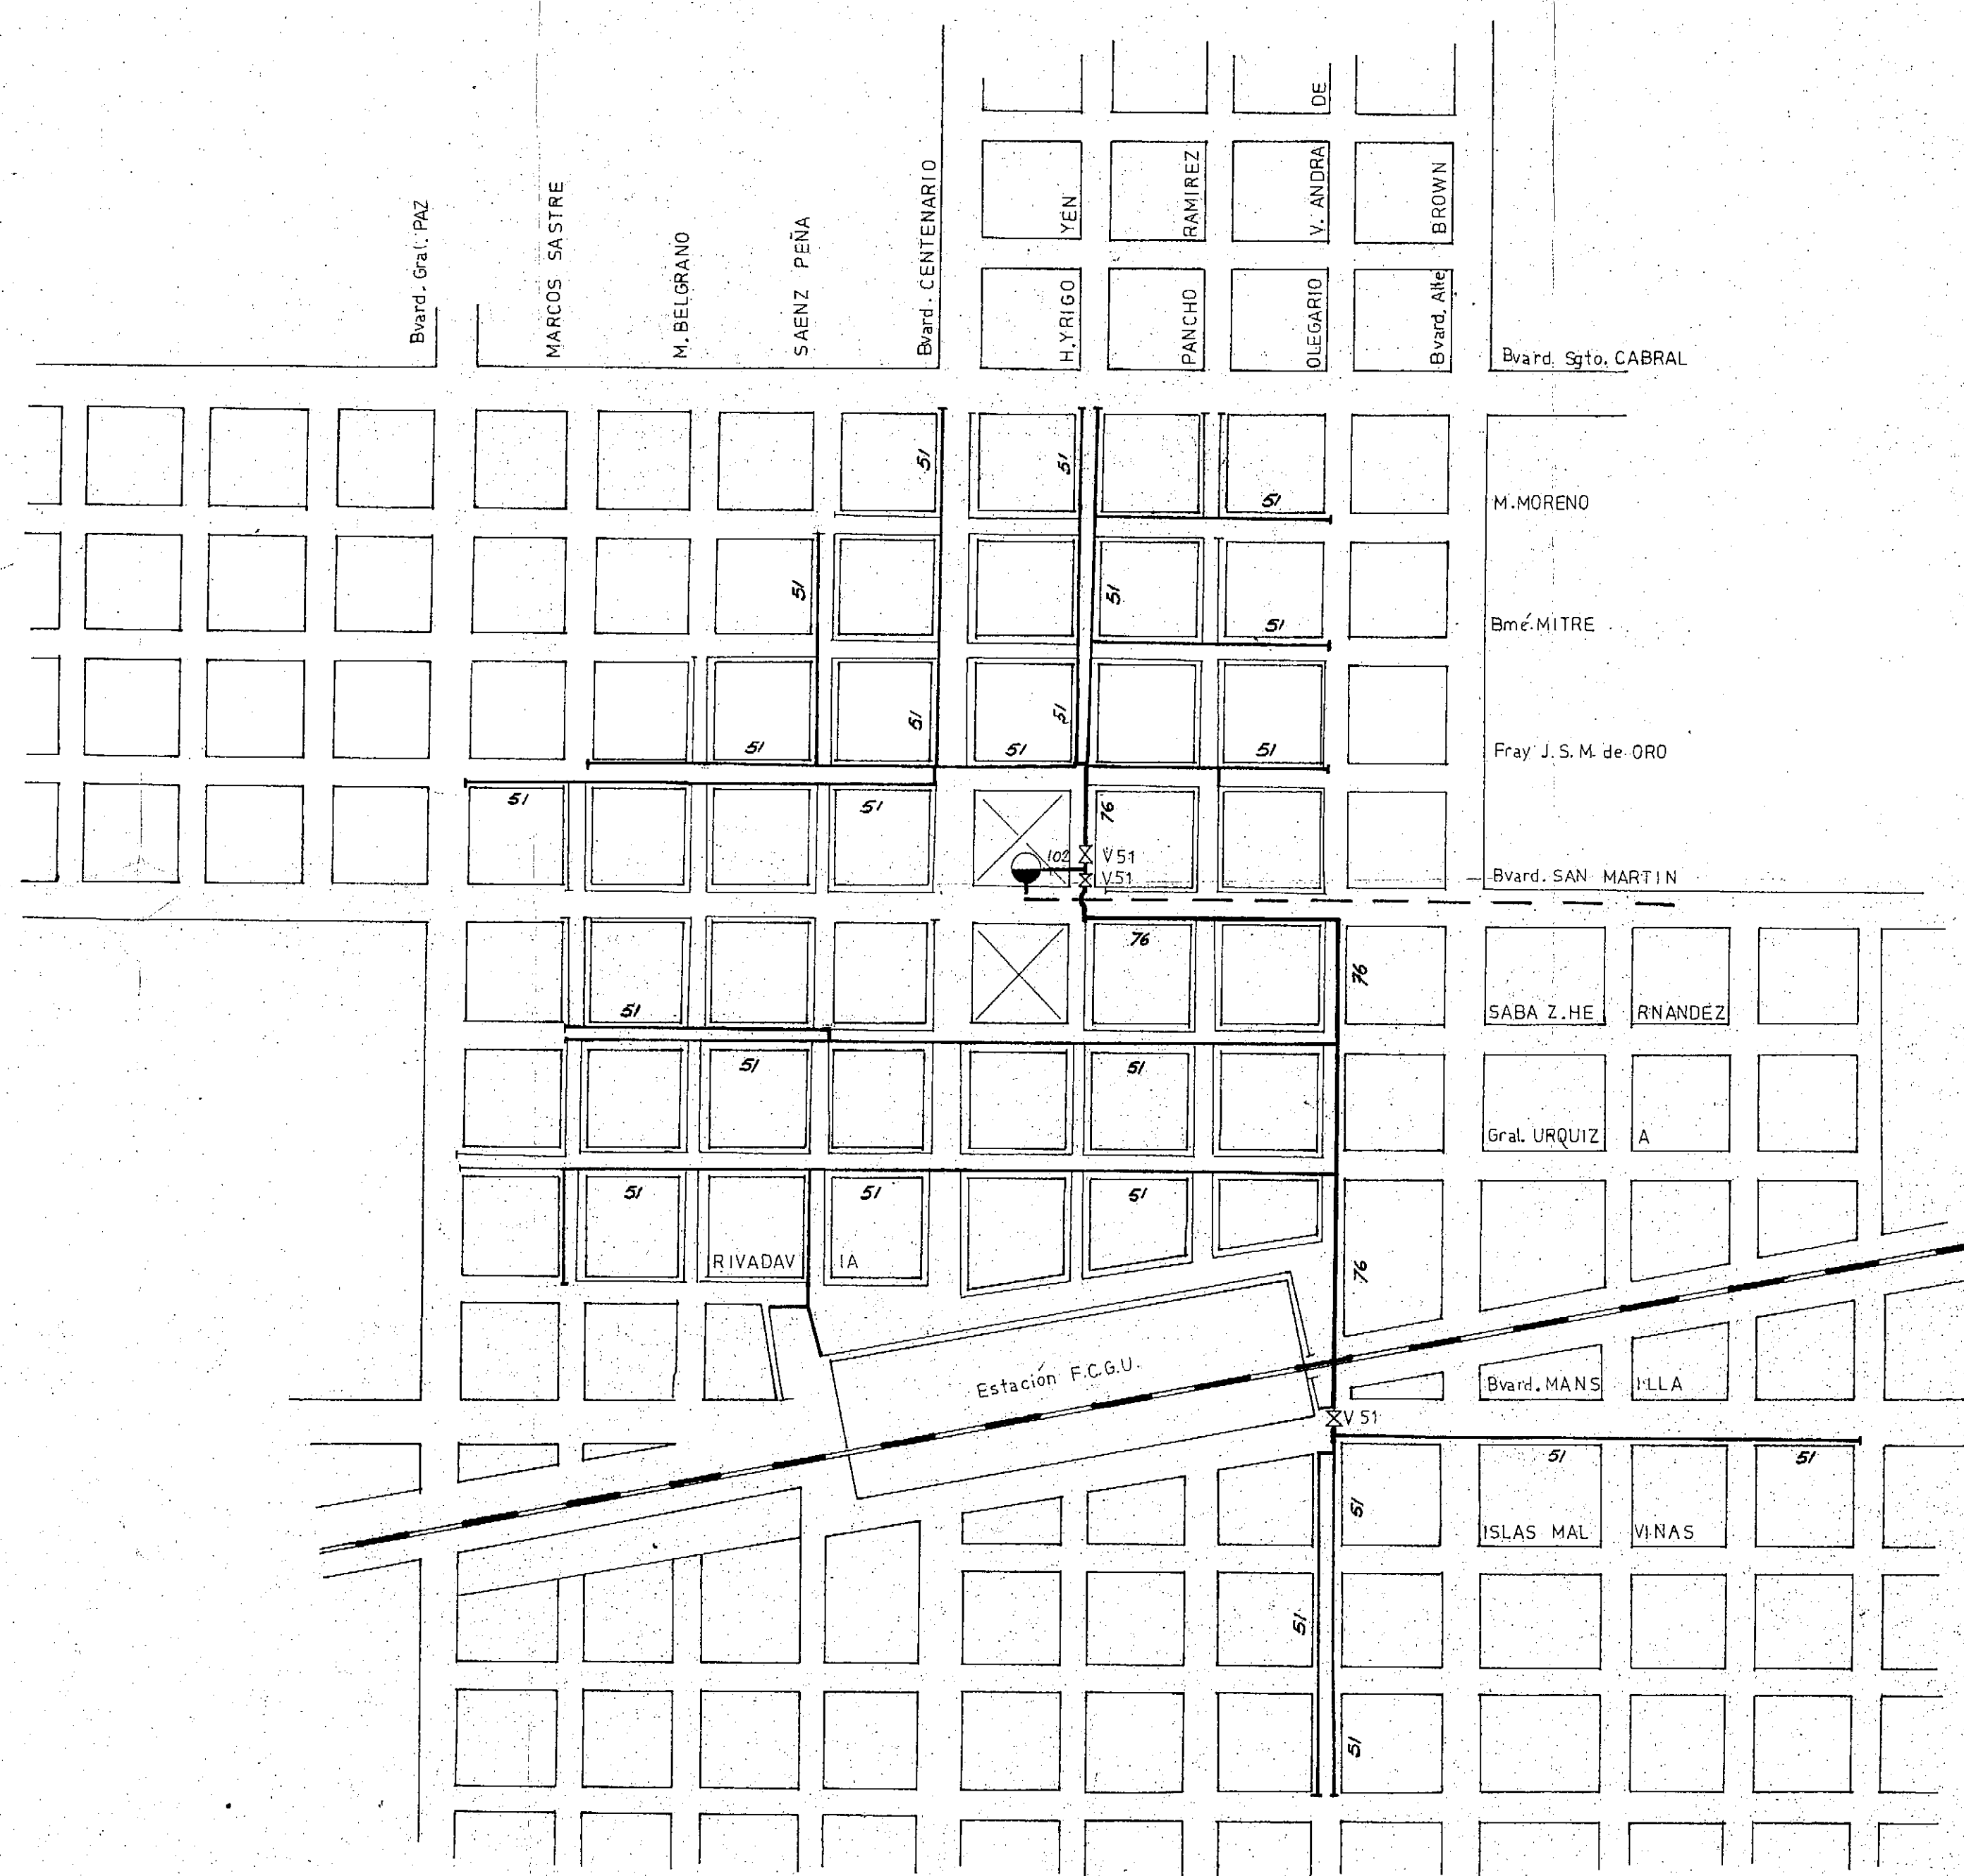 DE
Bvard. Gral. PAZ
MARCOS SASTRE
M. BELGRANO
SAENZ PEÑA
Bvard. CENTENARIO
H.YRIGO YEN
PANCHO RAMIREZ
OLEGARIO V. ANDRA
Bvard. Alte BROWN
Bvard. Sgto. CABRAL
51
51
51
M.MORENO
51
51
51
Bmé. MITRE
51
51
51
51
51
Fray J. S. M. de ORO
51
51
76
102
V 51
V.51
Bvard. SAN MARTIN
76
76
51
SABA Z.HE RNANDEZ
51
51
Gral. URQUIZ A
51
51
51
RIVADAV IA
76
Estación F.C.G.U.
Bvard. MANS ILLA
V 51
51
51
51
ISLAS MAL VINAS
51
51